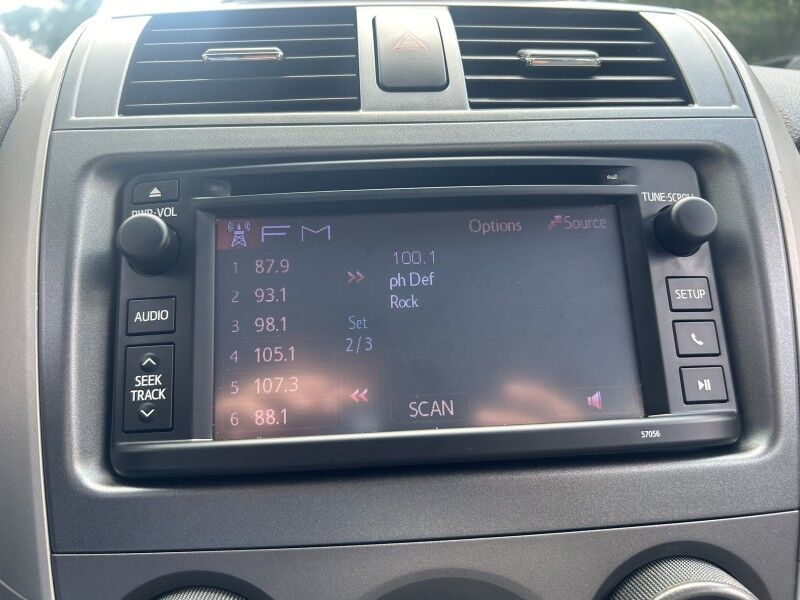 PWR·VOL
TUNE·SCROLL
FM
Options
Source
1 87.9
2 93.1
3 98.1
4 105.1
5 107.3
6 88.1
>>
<<
100.1
ph Def
Rock
Set
2/3
SCAN
AUDIO
SEEK
TRACK
SETUP
57056